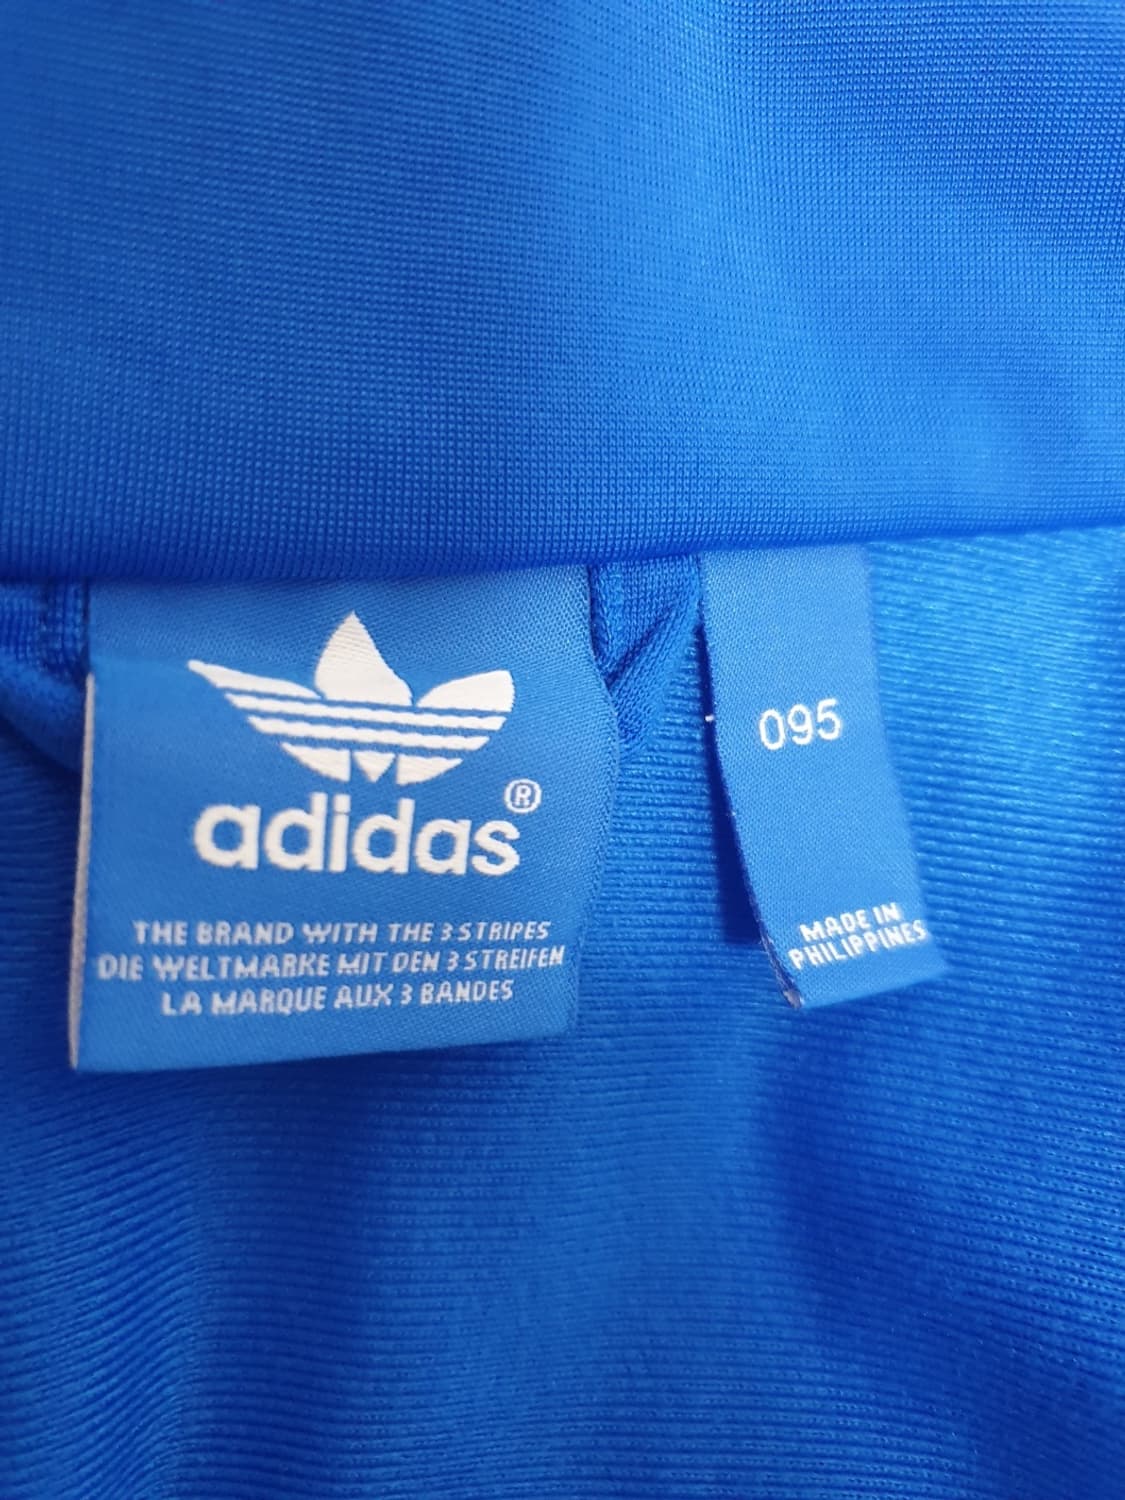 adidas®
THE BRAND WITH THE 3 STRIPES
DIE WELTMARKE MIT DEN 3 STREIFEN
LA MARQUE AUX 3 BANDES
095
MADE IN
PHILIPPINES